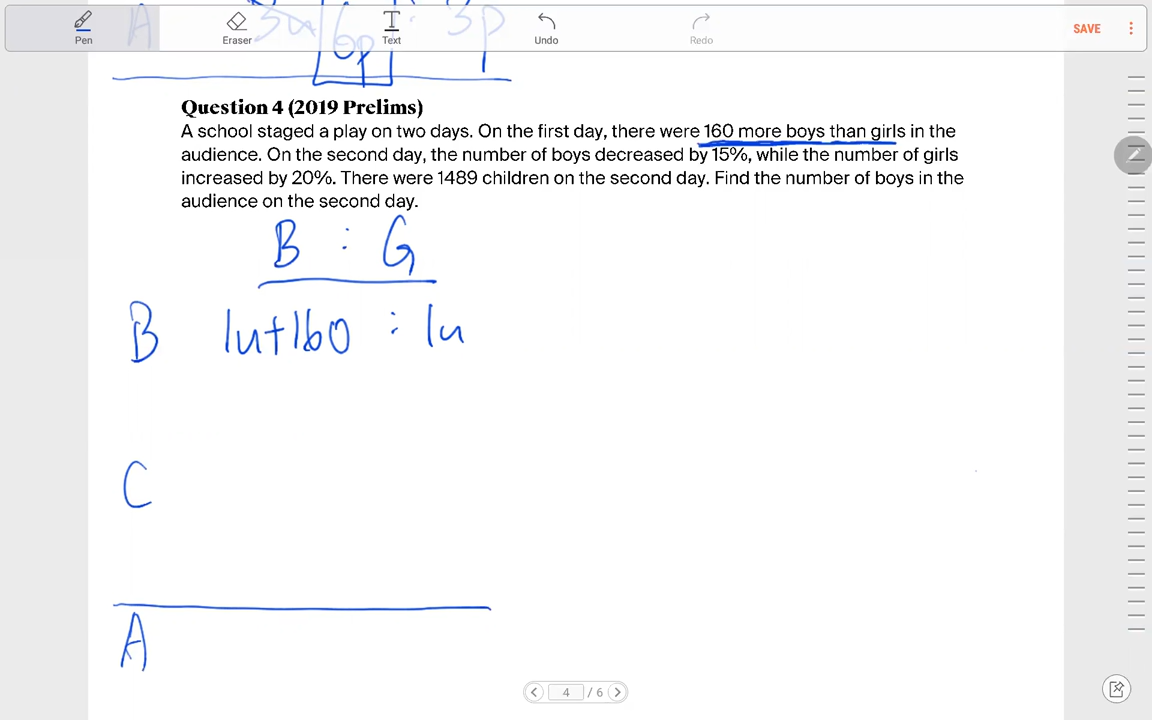 A 3u 6p : 3p
Pen Eraser Text Undo Redo SAVE
Question 4 (2019 Prelims)
A school staged a play on two days. On the first day, there were 160 more boys than girls in the
audience. On the second day, the number of boys decreased by 15%, while the number of girls
increased by 20%. There were 1489 children on the second day. Find the number of boys in the
audience on the second day.
B : G
B 1u+160 : 1u
C
A
4 / 6